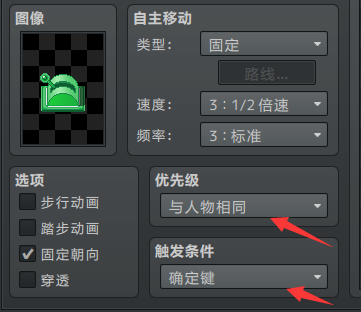 图像
自主移动
类型：
固定
路线...
速度：
3：1/2 倍速
频率：
3：标准
选项
步行动画
踏步动画
固定朝向
穿透
优先级
与人物相同
触发条件
确定键